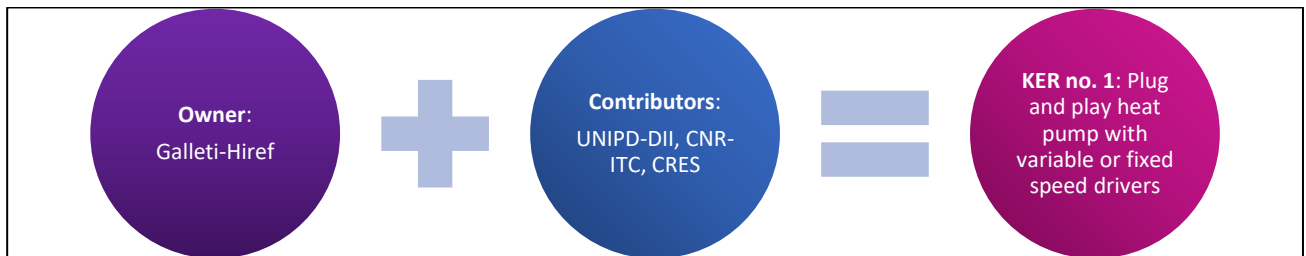 Owner:
Galleti-Hiref
Contributors:
UNIPD-DII, CNR-
ITC, CRES
KER no. 1: Plug
and play heat
pump with
variable or fixed
speed drivers